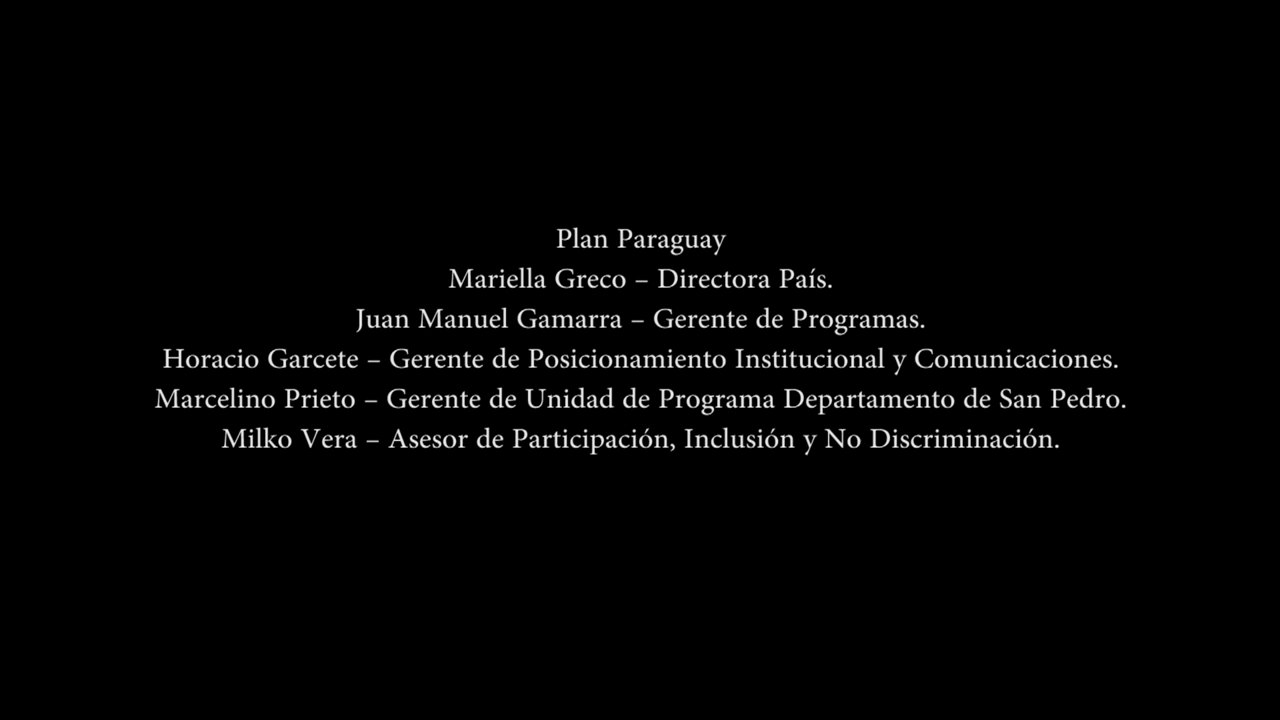 Plan Paraguay
Mariella Greco – Directora País.
Juan Manuel Gamarra – Gerente de Programas.
Horacio Garcete – Gerente de Posicionamiento Institucional y Comunicaciones.
Marcelino Prieto – Gerente de Unidad de Programa Departamento de San Pedro.
Milko Vera – Asesor de Participación, Inclusión y No Discriminación.